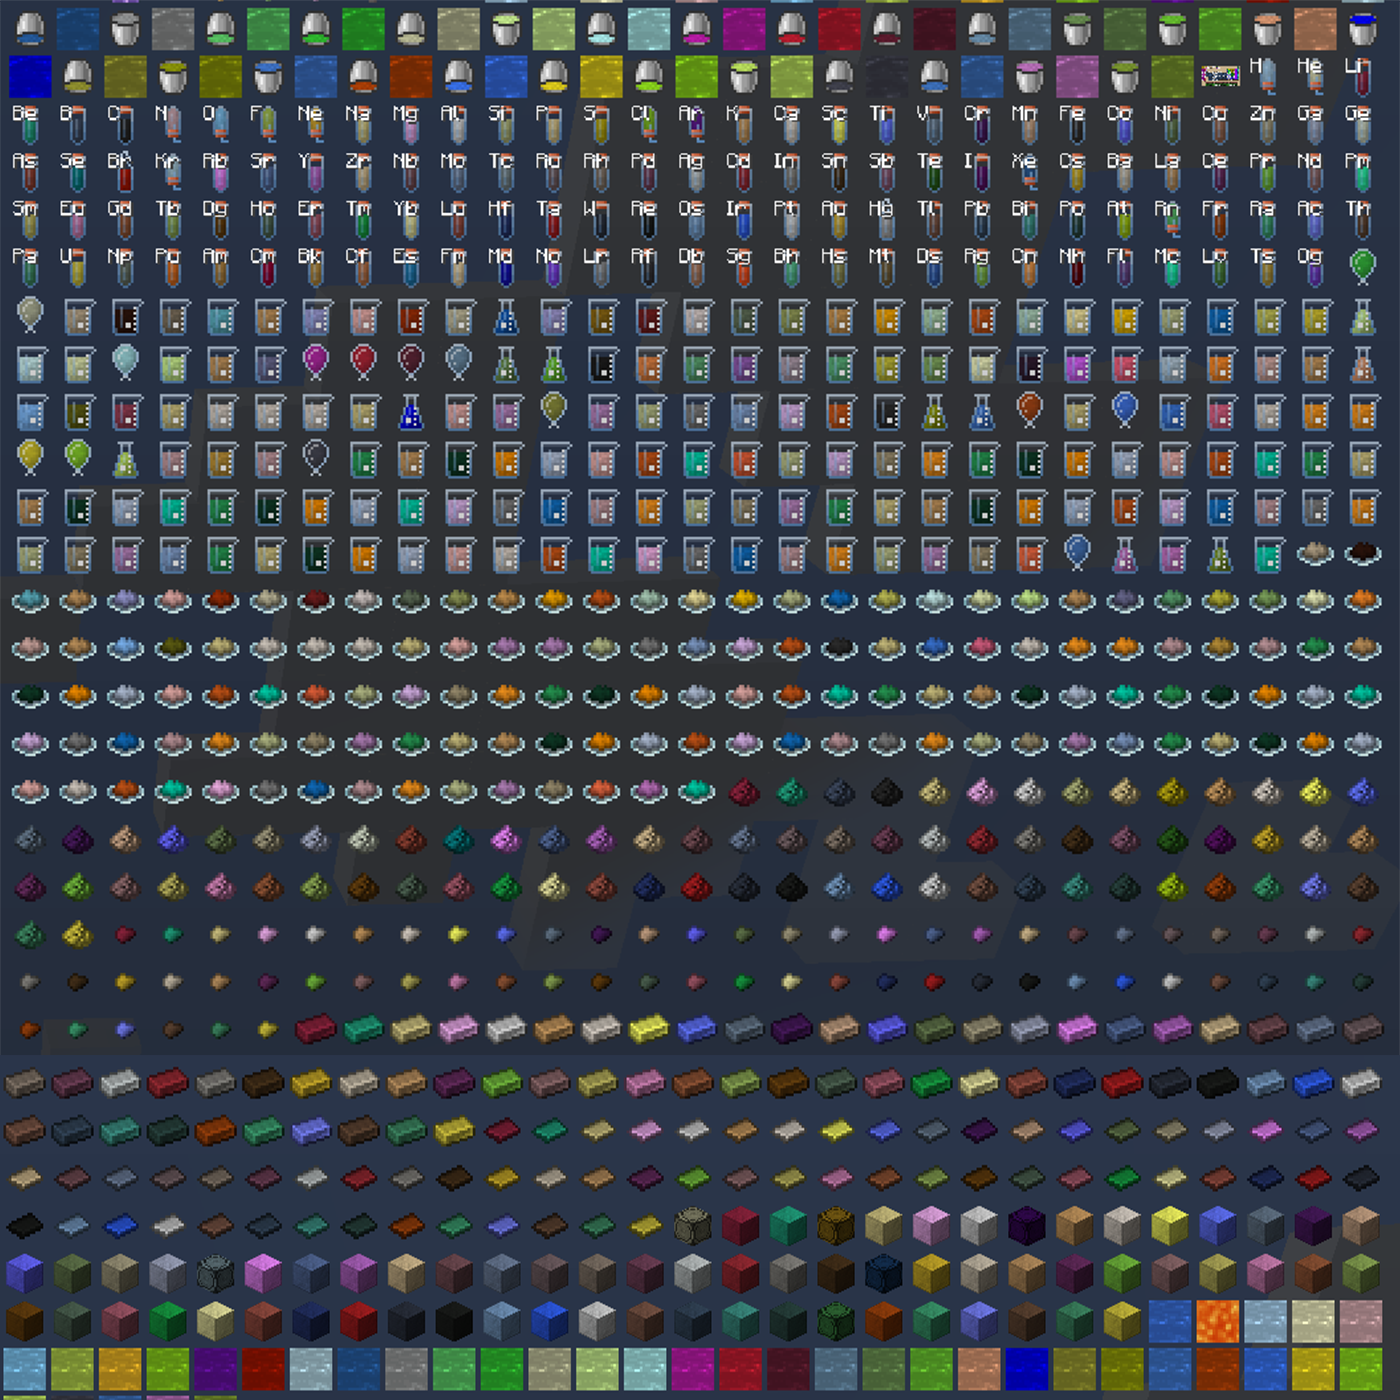 H He Li
Be B C N O F Ne Na Mg Al Si P S Cl Ar K Ca Sc Ti V Cr Mn Fe Co Ni Cu Zn Ga Ge
As Se Br Kr Rb Sr Y Zr Nb Mo Tc Ru Rh Pd Ag Cd In Sn Sb Te I Xe Cs Ba La Ce Pr Nd Pm
Sm Eu Gd Tb Dy Ho Er Tm Yb Lu Hf Ta W Re Os Ir Pt Au Hg Tl Pb Bi Po At Rn Fr Ra Ac Th
Pa U Np Pu Am Cm Bk Cf Es Fm Md No Lr Rf Db Sg Bh Hs Mt Ds Rg Cn Nh Fl Mc Lv Ts Og